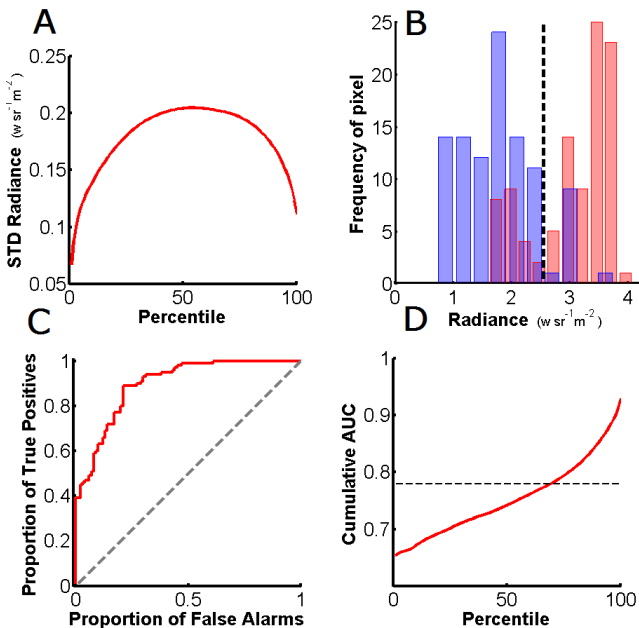 A
0.25
0.2
0.15
0.1
0.05
STD Radiance (w sr⁻¹m⁻²)
0
50
100
Percentile
B
25
20
15
10
5
0
Frequency of pixel
0
1
2
3
4
Radiance (w sr⁻¹m⁻²)
C
1
0.8
0.6
0.4
0.2
0
Proportion of True Positives
0
0.5
1
Proportion of False Alarms
D
1
0.9
0.8
0.7
Cumulative AUC
0
50
100
Percentile